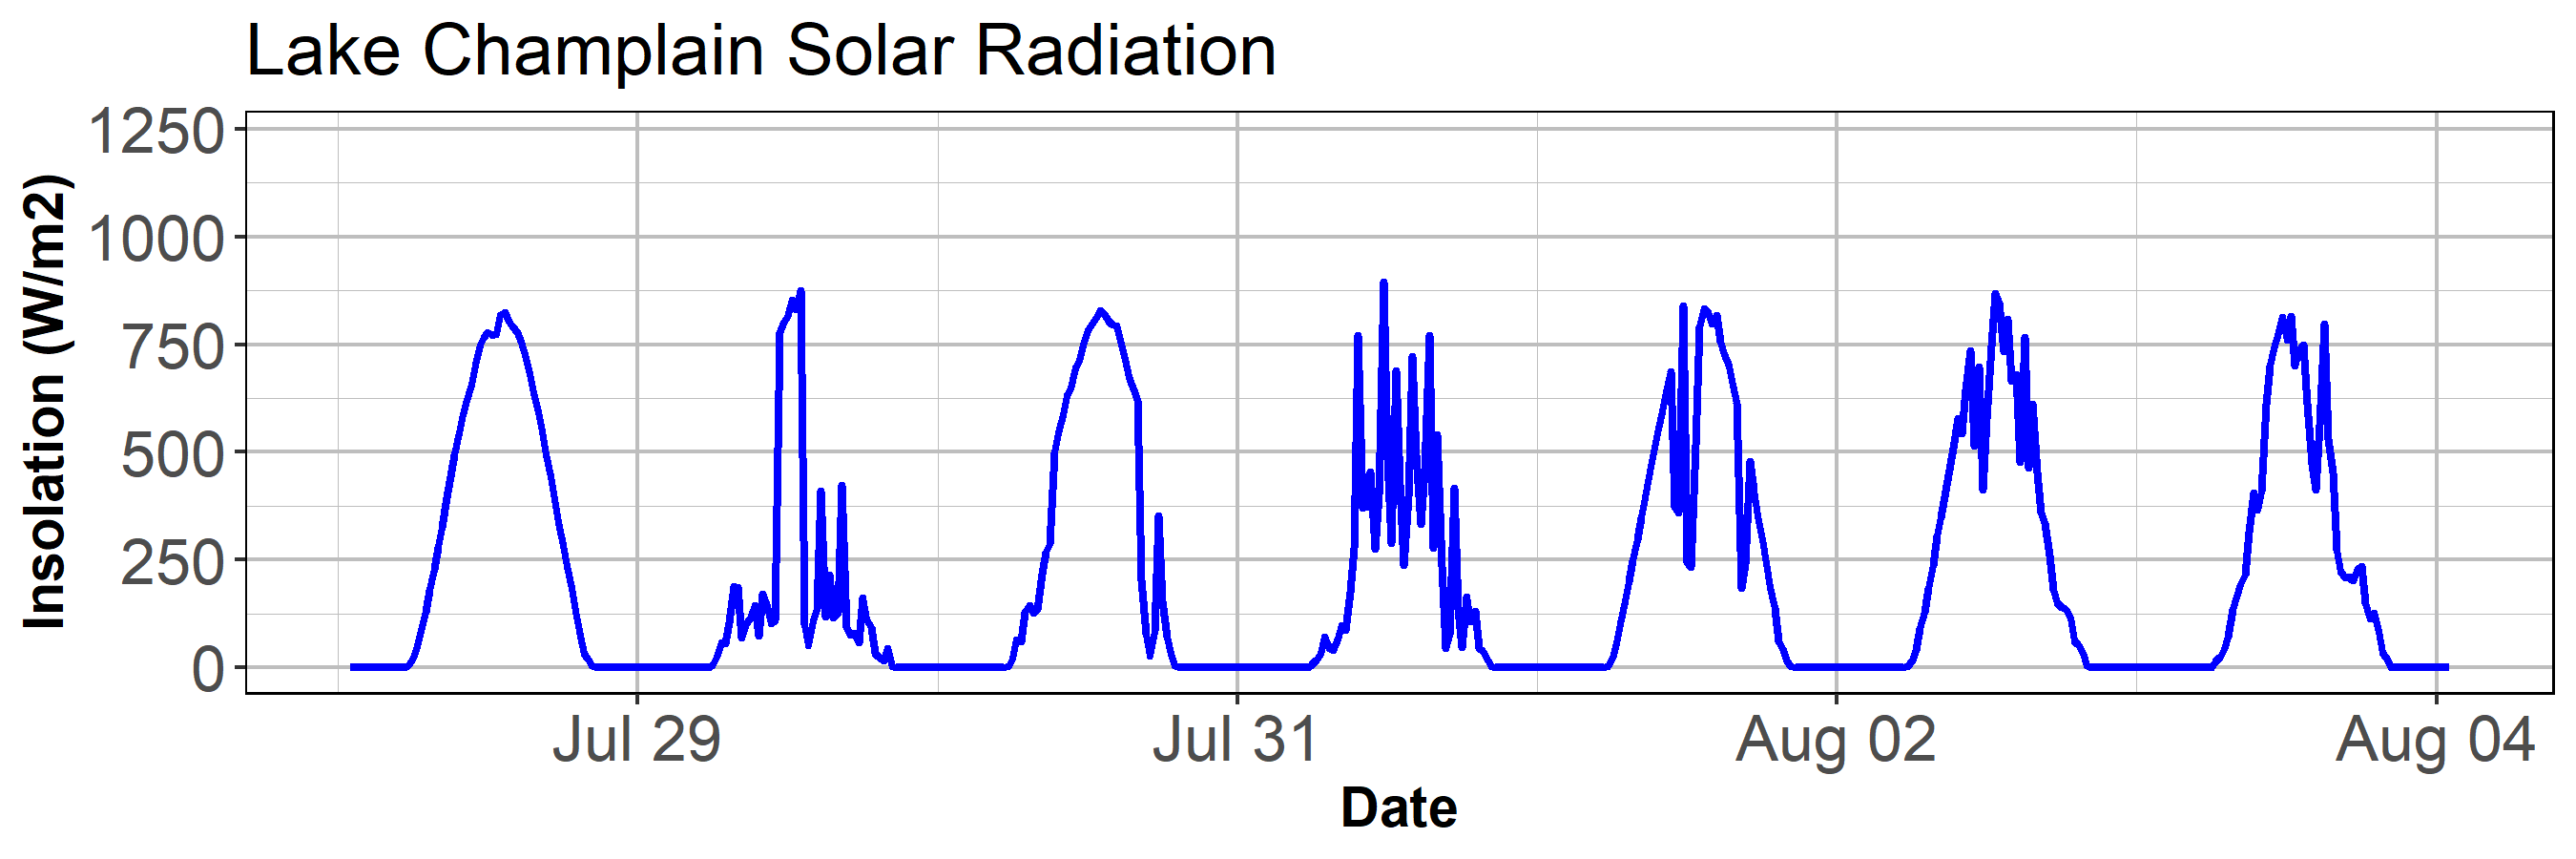 Lake Champlain Solar Radiation
1250
1000
750
500
250
0
Insolation (W/m2)
Jul 29
Jul 31
Aug 02
Aug 04
Date